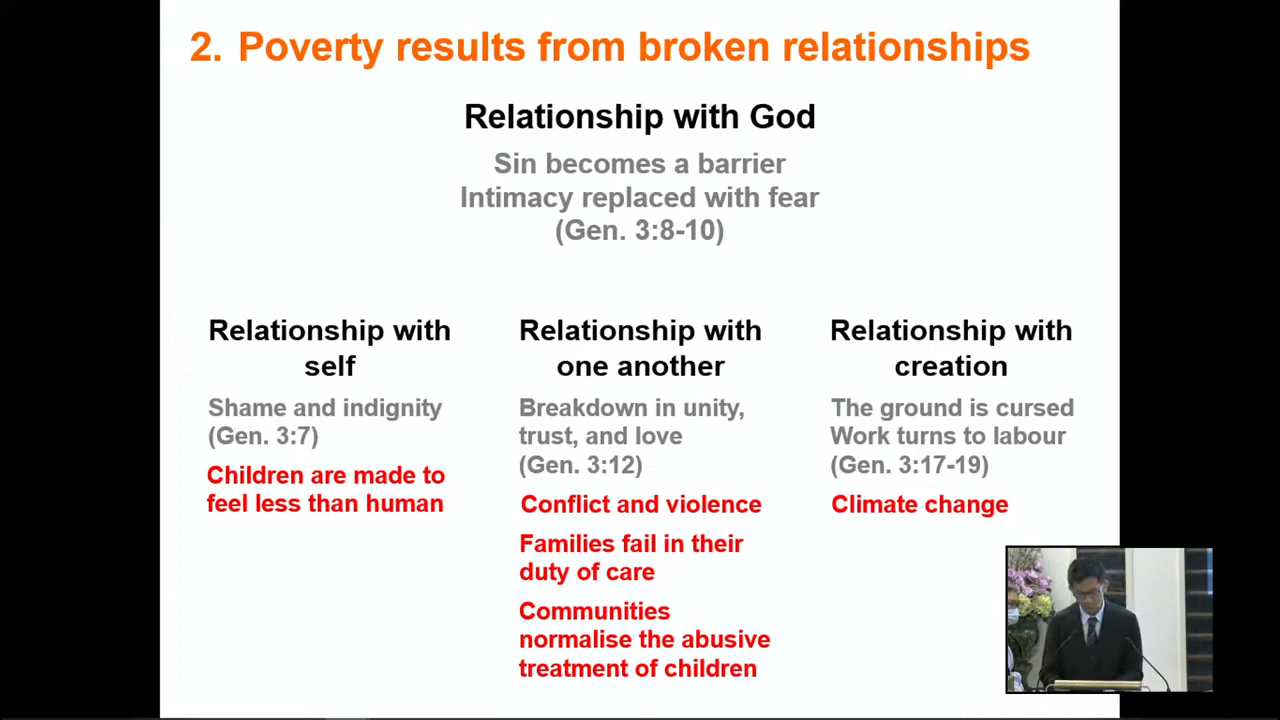 2. Poverty results from broken relationships
Relationship with God
Sin becomes a barrier
Intimacy replaced with fear
(Gen. 3:8-10)
Relationship with
self
Shame and indignity
(Gen. 3:7)
Children are made to
feel less than human
Relationship with
one another
Breakdown in unity,
trust, and love
(Gen. 3:12)
Conflict and violence
Families fail in their
duty of care
Communities
normalise the abusive
treatment of children
Relationship with
creation
The ground is cursed
Work turns to labour
(Gen. 3:17-19)
Climate change